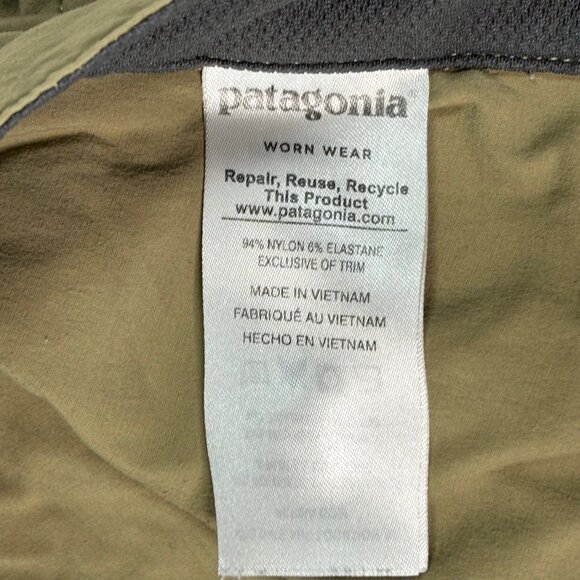 patagonia®
WORN WEAR
Repair, Reuse, Recycle
This Product
www.patagonia.com
94% NYLON 6% ELASTANE
EXCLUSIVE OF TRIM
MADE IN VIETNAM
FABRIQUÉ AU VIETNAM
HECHO EN VIETNAM